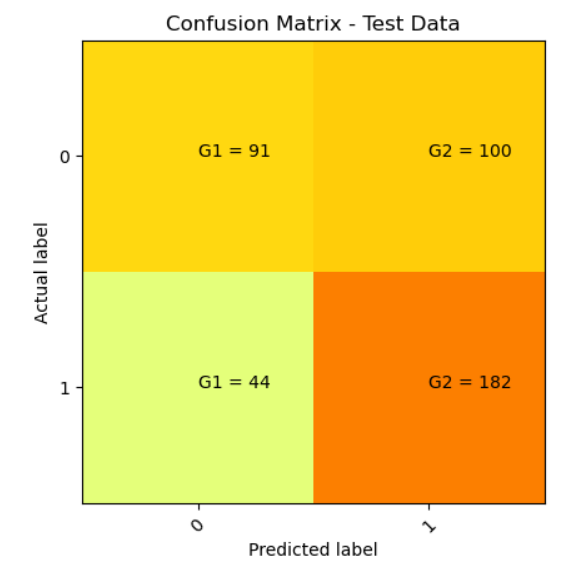 Confusion Matrix - Test Data
Actual label
0
G1 = 91
G2 = 100
1
G1 = 44
G2 = 182
0
1
Predicted label